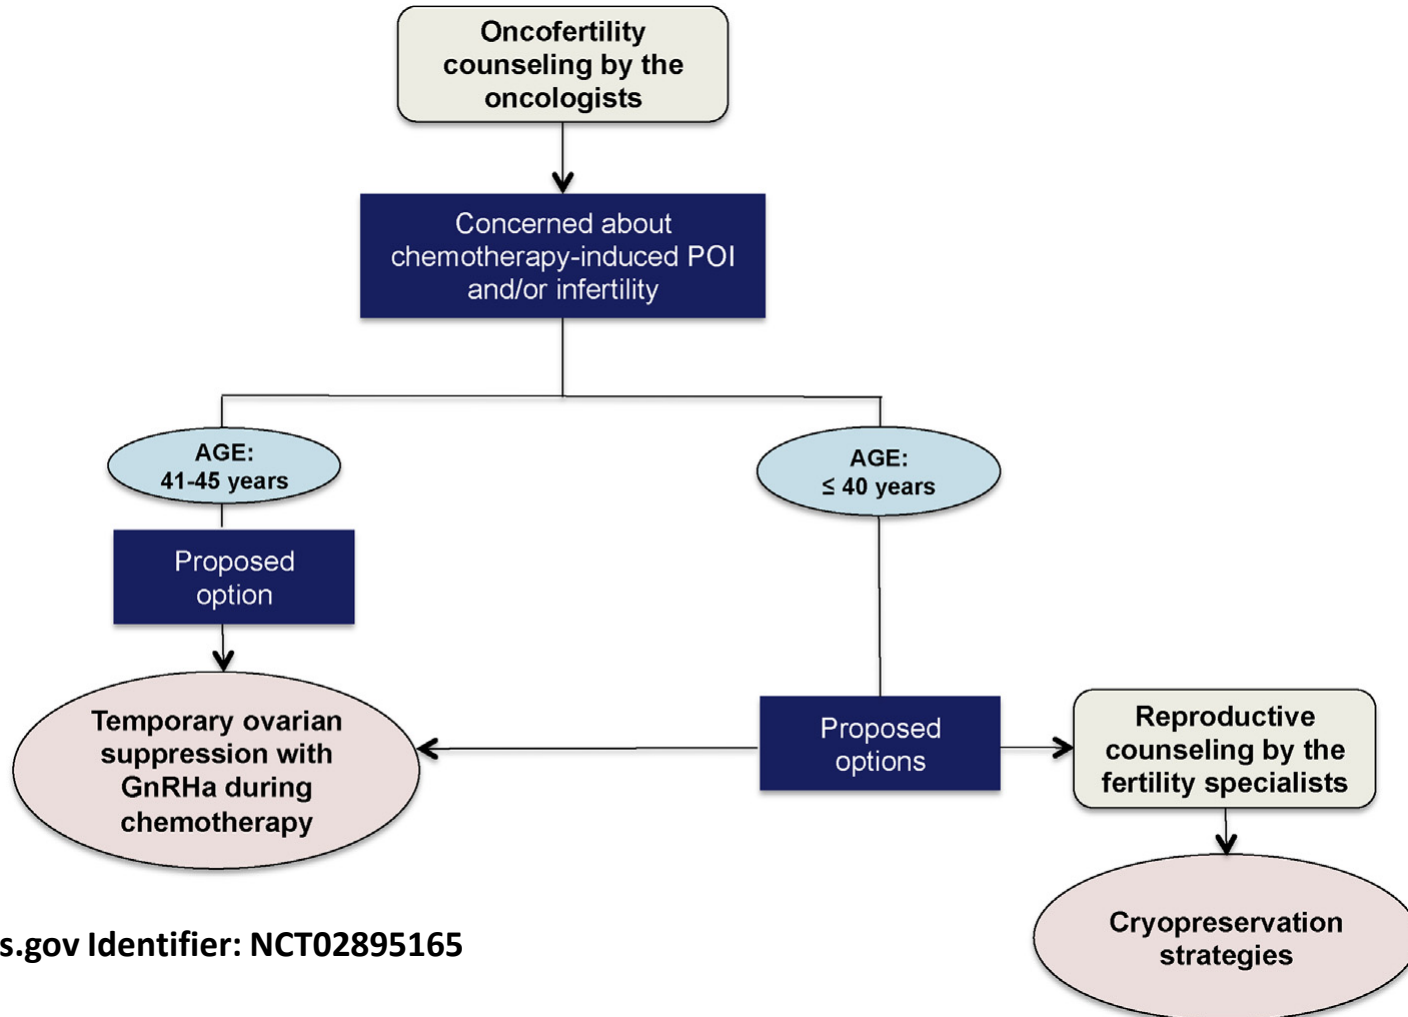 Oncofertility
counseling by the
oncologists
Concerned about
chemotherapy-induced POI
and/or infertility
AGE:
41-45 years
AGE:
≤ 40 years
Proposed
option
Temporary ovarian
suppression with
GnRHa during
chemotherapy
Proposed
options
Reproductive
counseling by the
fertility specialists
Cryopreservation
strategies
s.gov Identifier: NCT02895165